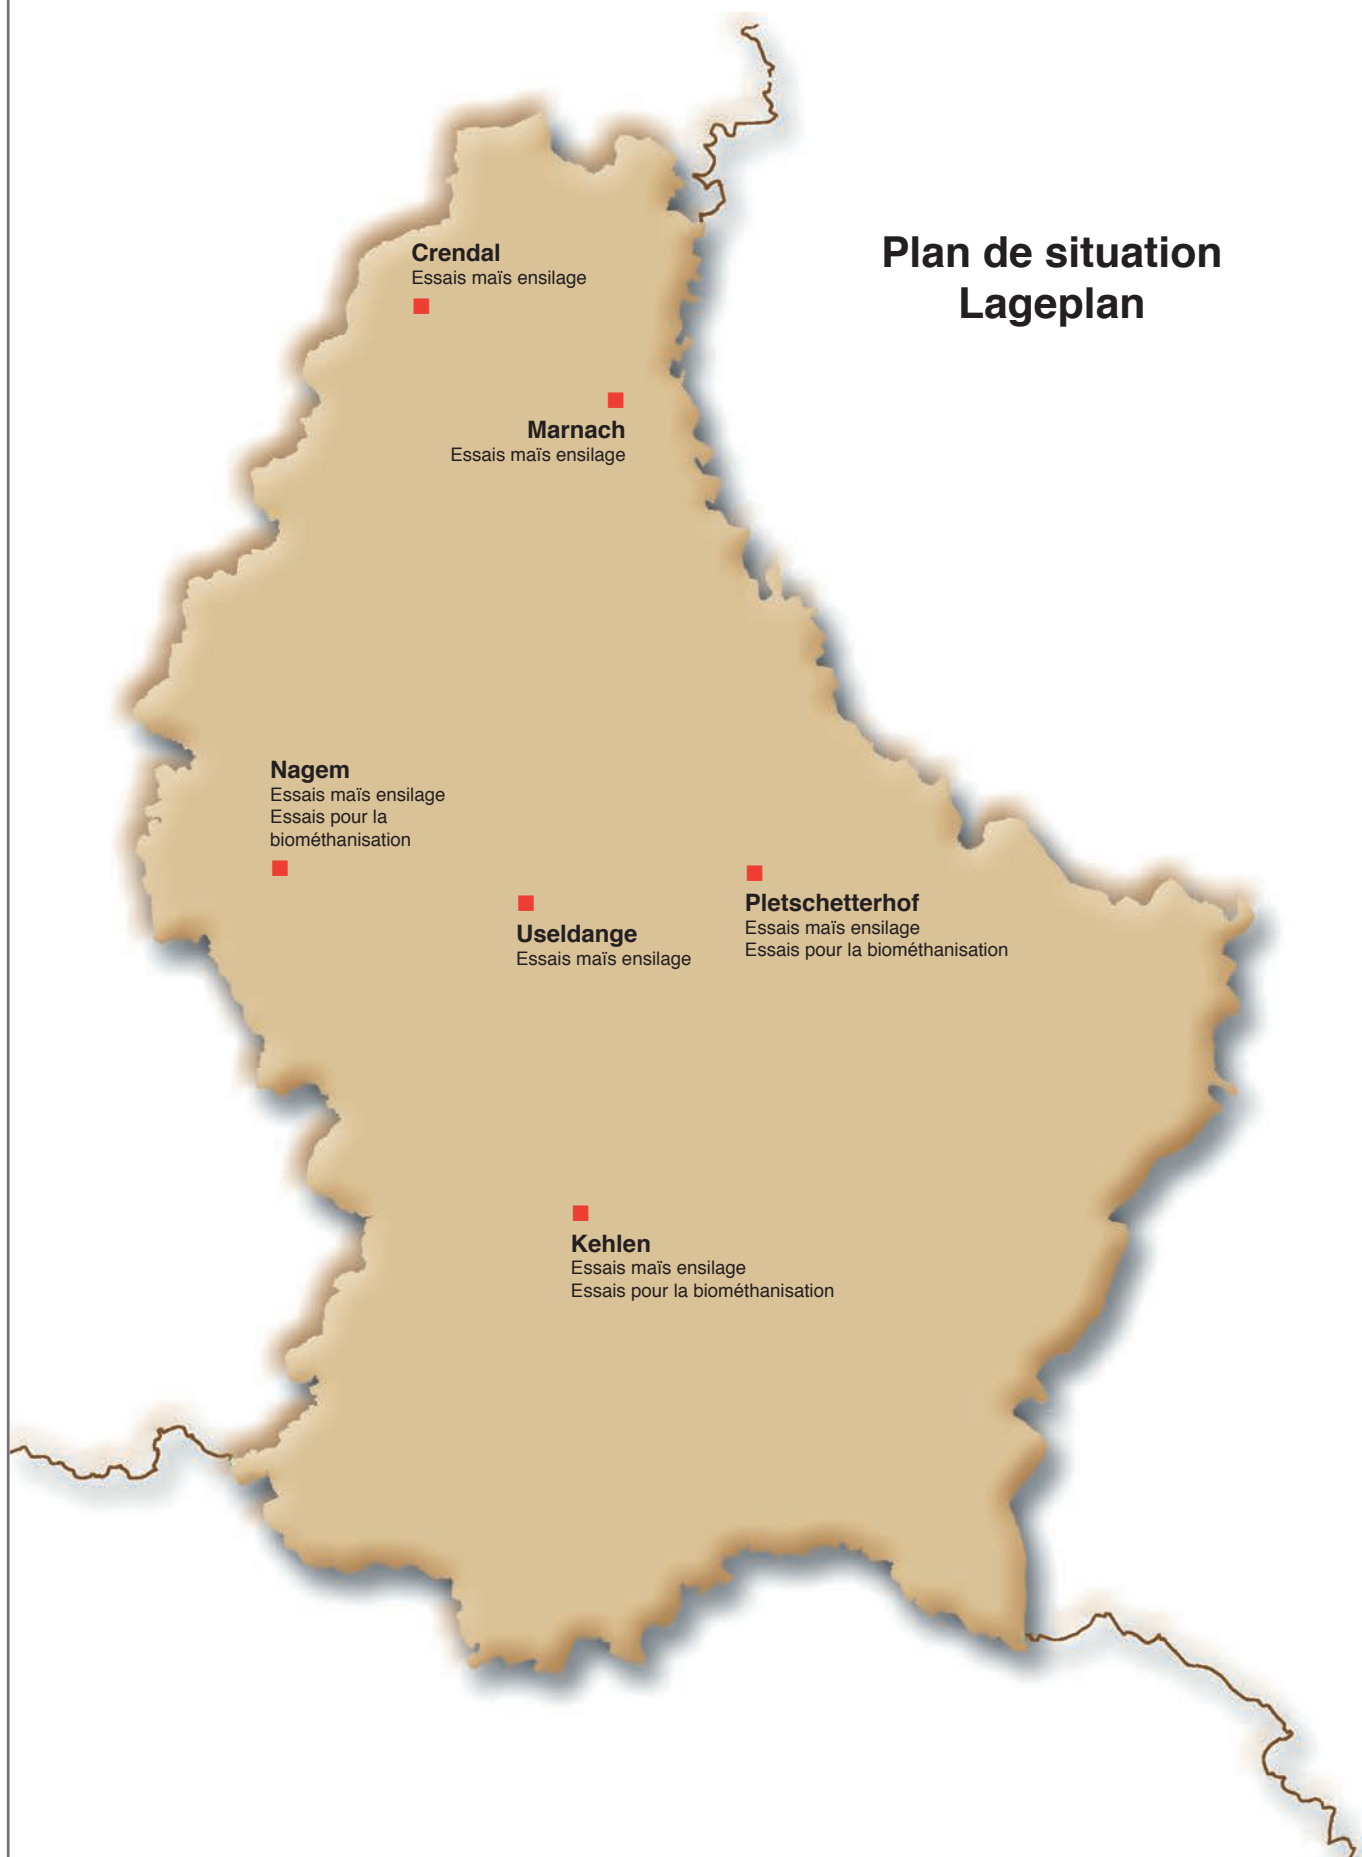 Plan de situation
Lageplan
Crendal
Essais maïs ensilage
Marnach
Essais maïs ensilage
Nagem
Essais maïs ensilage
Essais pour la
biométhanisation
Useldange
Essais maïs ensilage
Pletschetterhof
Essais maïs ensilage
Essais pour la biométhanisation
Kehlen
Essais maïs ensilage
Essais pour la biométhanisation